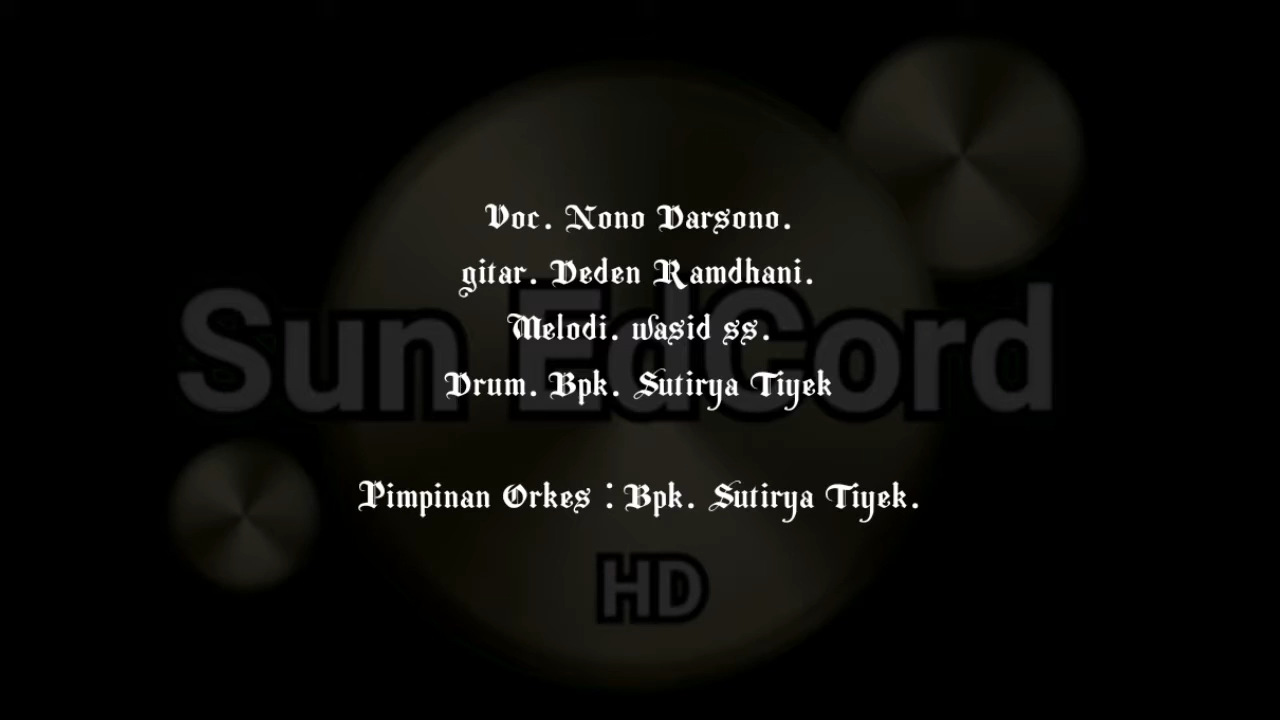 Voc. Nono Darsono.
gitar. Deden Ramdhani.
Melodi. wasid ss.
Sun EdCord
Drum. Bpk. Sutirya Tiyek
Pimpinan Orkes : Bpk. Sutirya Tiyek.
HD